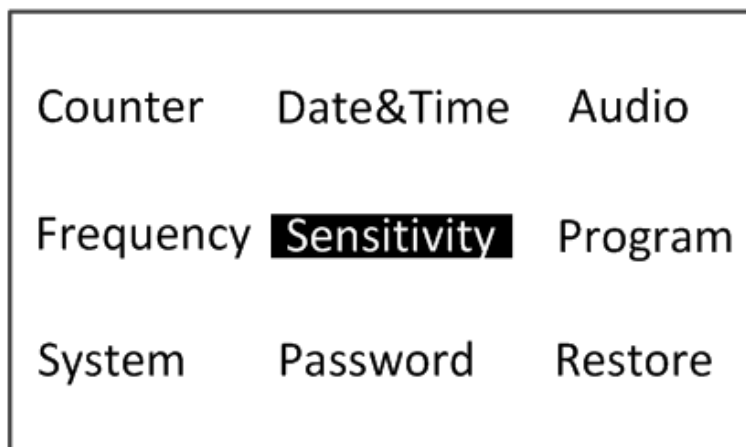 Counter Date&Time Audio
Frequency Sensitivity Program
System Password Restore